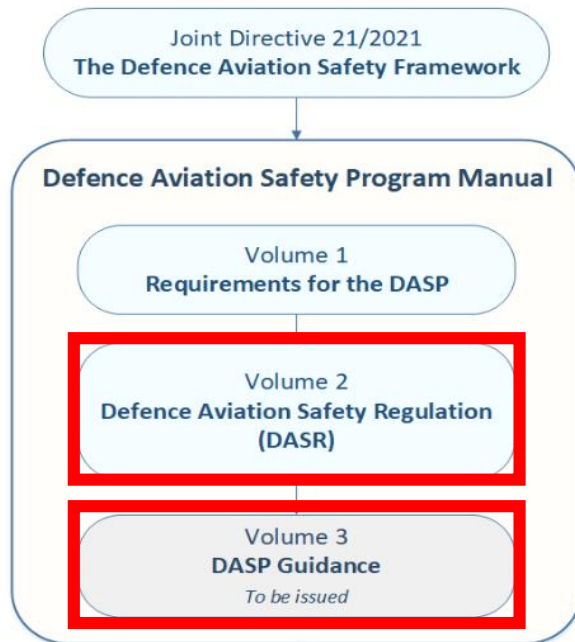 Joint Directive 21/2021
The Defence Aviation Safety Framework
Defence Aviation Safety Program Manual
Volume 1
Requirements for the DASP
Volume 2
Defence Aviation Safety Regulation
(DASR)
Volume 3
DASP Guidance
To be issued